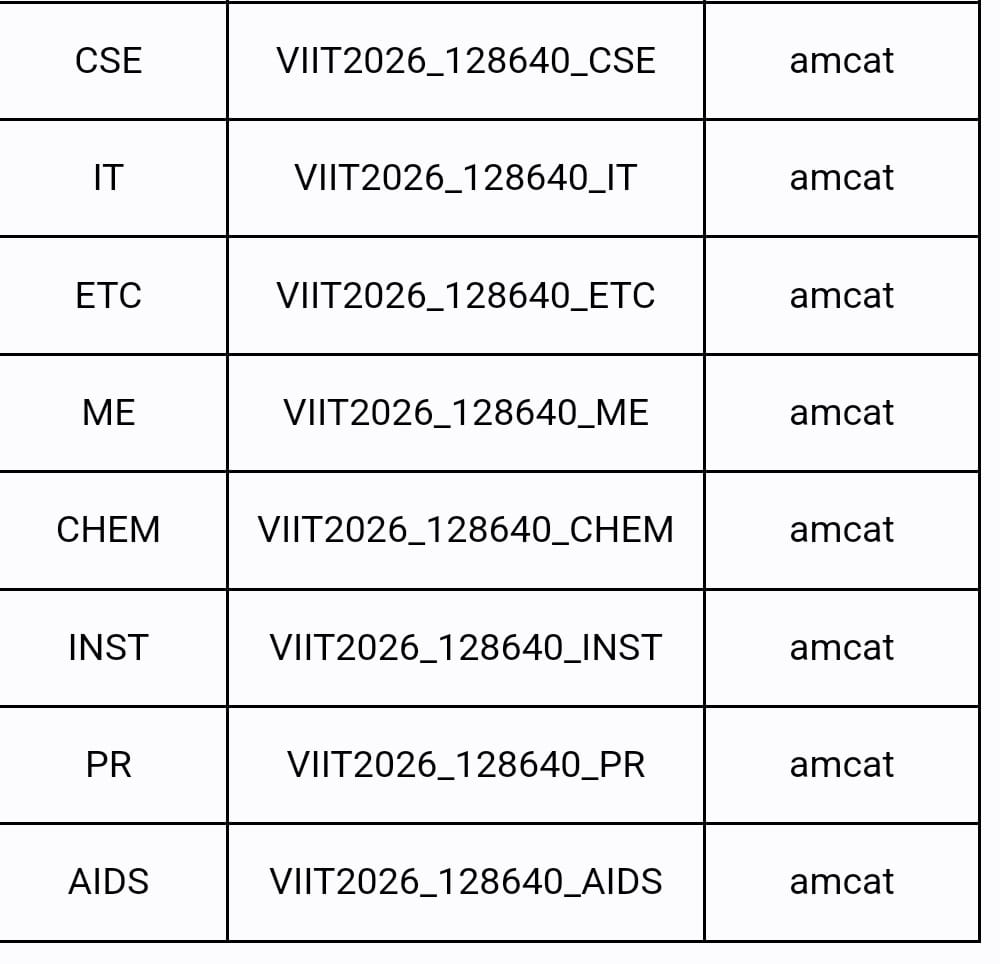 CSE VIIT2026_128640_CSE amcat
IT VIIT2026_128640_IT amcat
ETC VIIT2026_128640_ETC amcat
ME VIIT2026_128640_ME amcat
CHEM VIIT2026_128640_CHEM amcat
INST VIIT2026_128640_INST amcat
PR VIIT2026_128640_PR amcat
AIDS VIIT2026_128640_AIDS amcat